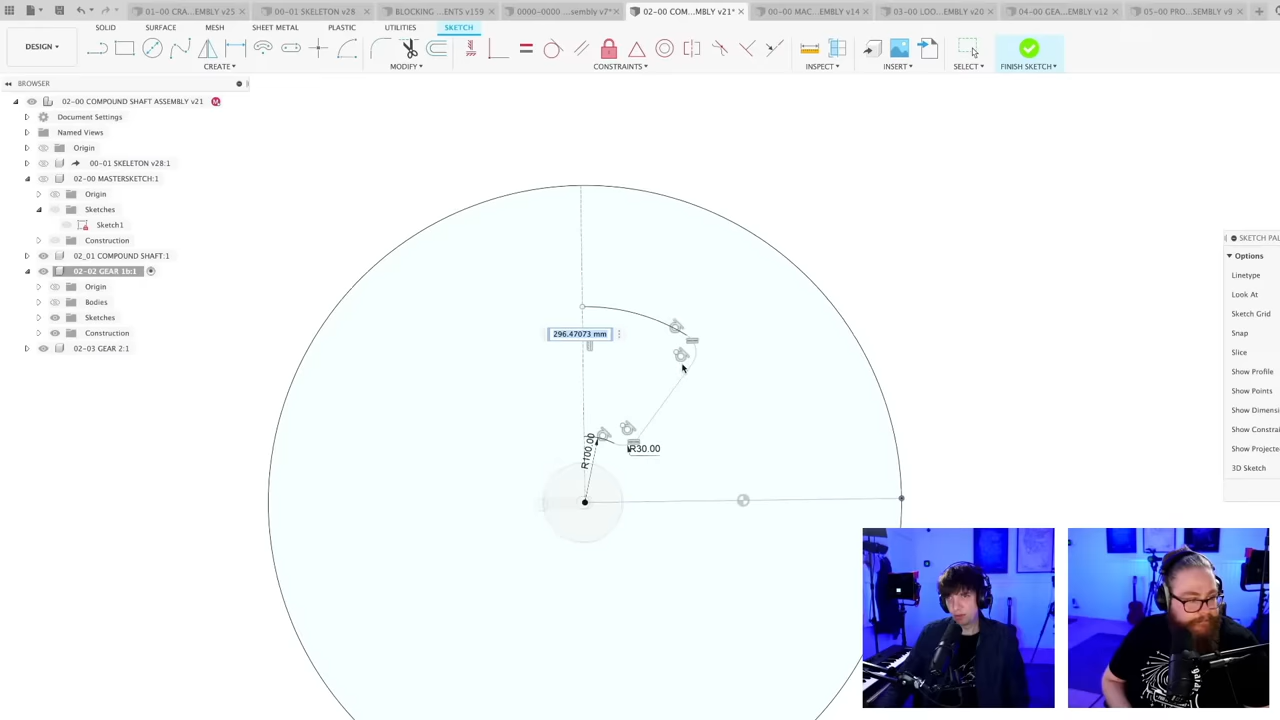 01-00 CRA...EMBLY v25
00-01 SKELETON v28
BLOCKING ...ENTS v159
0000-0000 ...sembly v7*
02-00 COM...MBLY v21*
00-00 MAC...EMBLY v14
03-00 LOO...EMBLY v20
04-00 GEA...EMBLY v12
05-00 PRO...SEMBLY v9
DESIGN
SOLID
SURFACE
MESH
SHEET METAL
PLASTIC
UTILITIES
SKETCH
CREATE
MODIFY
CONSTRAINTS
INSPECT
INSERT
SELECT
FINISH SKETCH
BROWSER
02-00 COMPOUND SHAFT ASSEMBLY v21
Document Settings
Named Views
Origin
00-01 SKELETON v28:1
02-00 MASTERSKETCH:1
Origin
Sketches
Sketch1
Construction
02_01 COMPOUND SHAFT:1
02-02 GEAR 1b:1
Origin
Bodies
Sketches
Construction
02-03 GEAR 2:1
296.47073 mm
R100.00
R30.00
SKETCH PAL
Options
Linetype
Look At
Sketch Grid
Snap
Slice
Show Profile
Show Points
Show Dimensi
Show Constrai
Show Projecte
3D Sketch